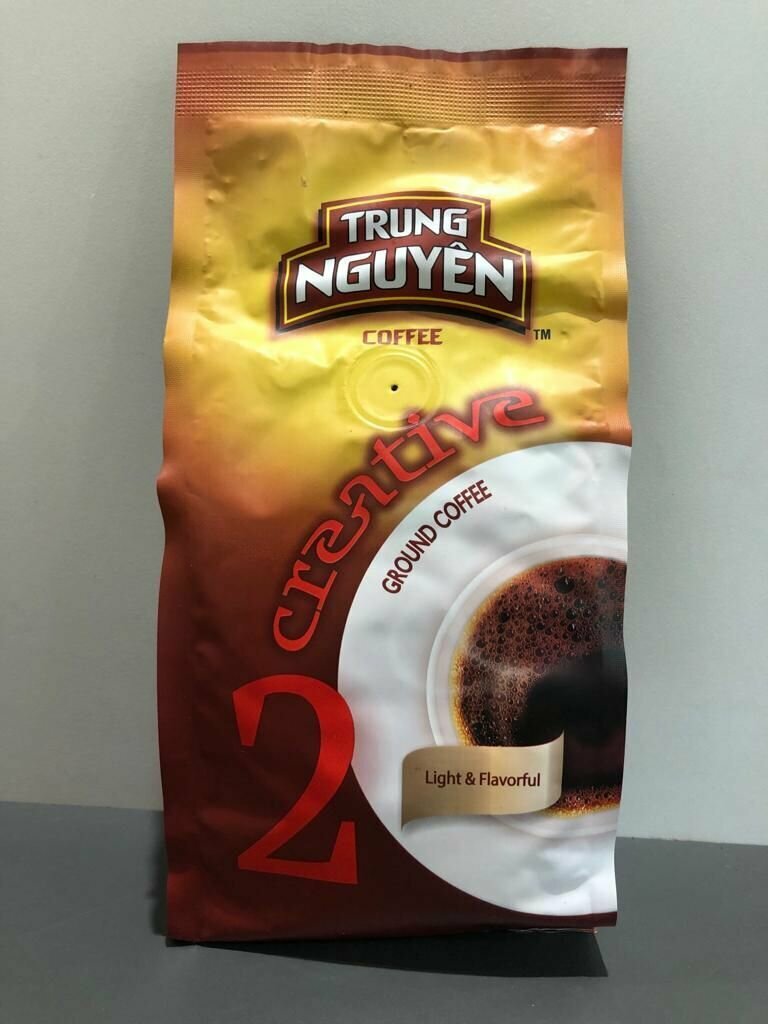 TRUNG
NGUYÊN
COFFEE
TM
creative
GROUND COFFEE
2
Light & Flavorful